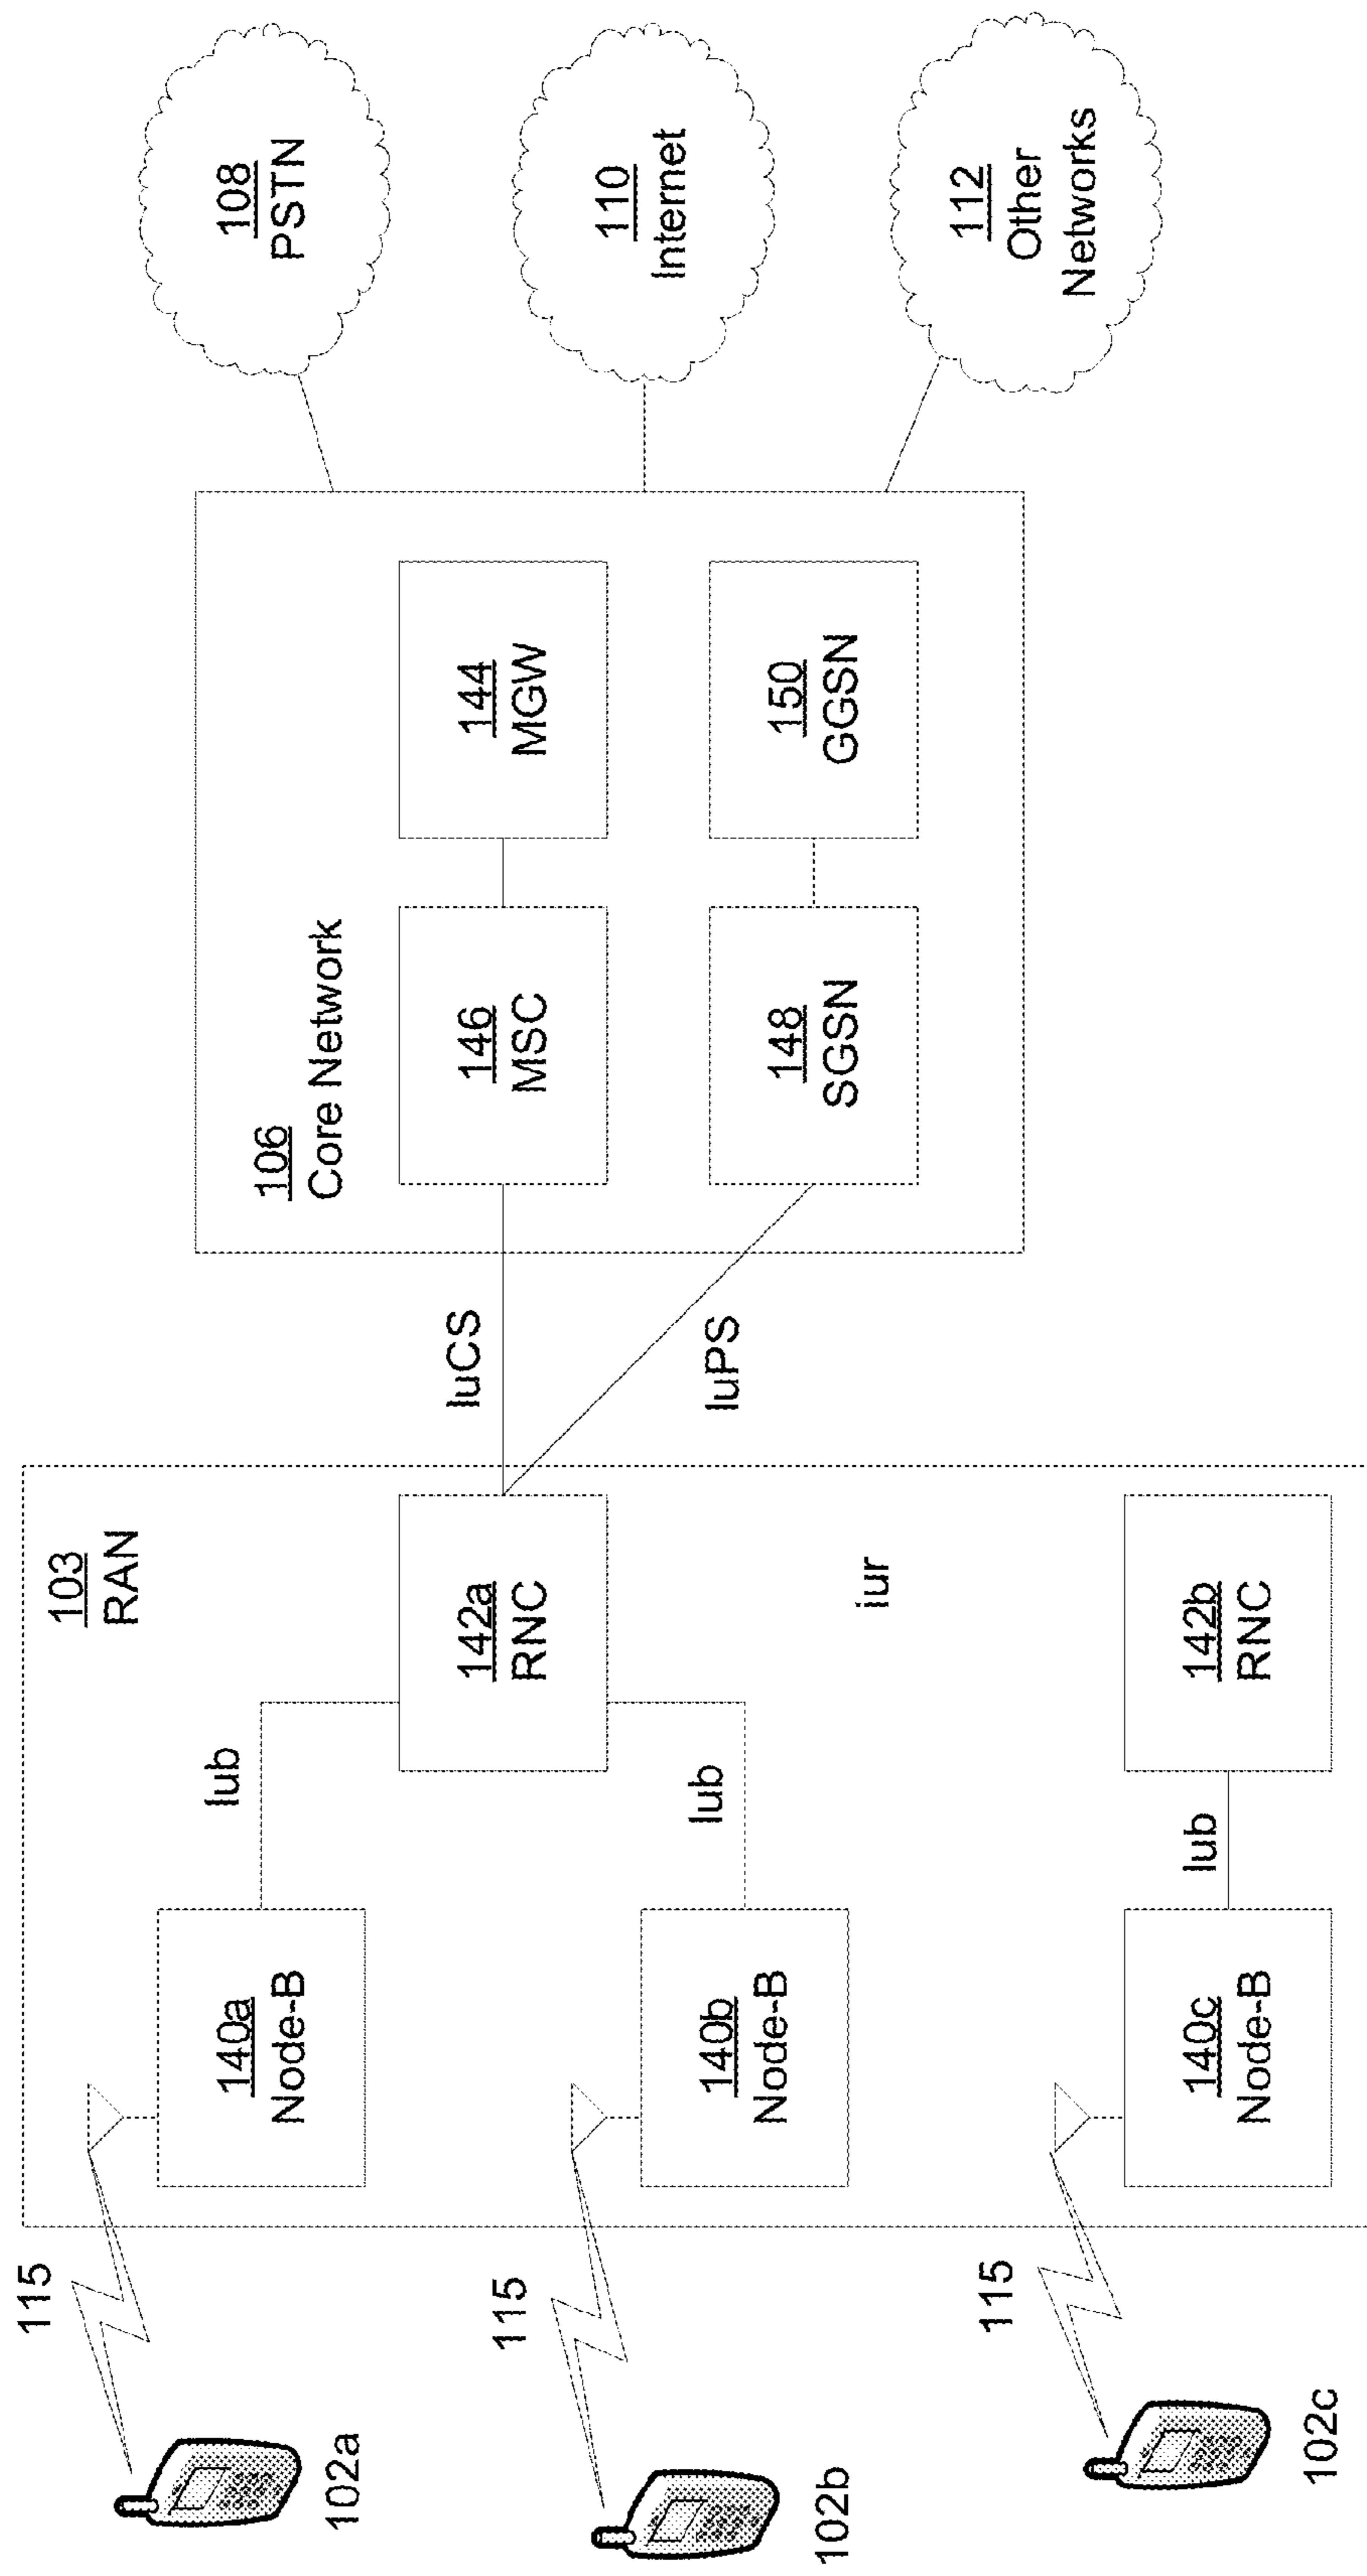 115
102a
115
102b
115
102c
103
RAN
140a
Node-B
Iub
142a
RNC
140b
Node-B
Iub
iur
140c
Node-B
Iub
142b
RNC
IuCS
IuPS
106
Core Network
146
MSC
144
MGW
148
SGSN
150
GGSN
108
PSTN
110
Internet
112
Other
Networks